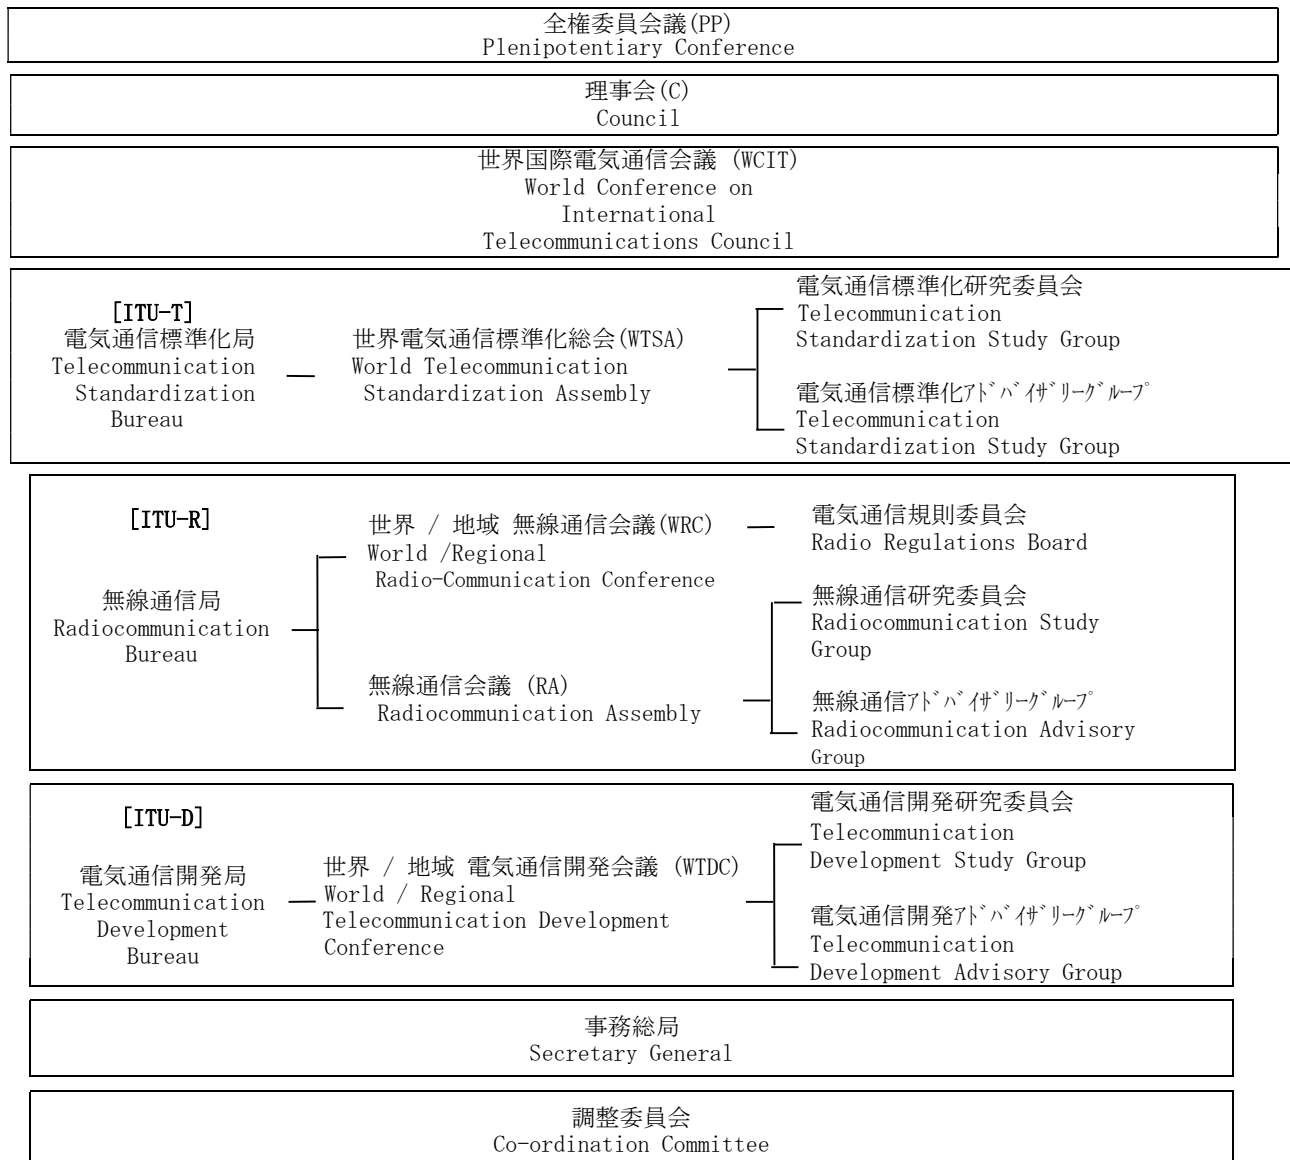 全権委員会議(PP)
Plenipotentiary Conference
理事会(C)
Council
世界国際電気通信会議 (WCIT)
World Conference on
International
Telecommunications Council
[ITU-T]
電気通信標準化局
Telecommunication
Standardization
Bureau
世界電気通信標準化総会(WTSA)
World Telecommunication
Standardization Assembly
電気通信標準化研究委員会
Telecommunication
Standardization Study Group
電気通信標準化ｱﾄﾞﾊﾞｲｻﾞﾘｰｸﾞﾙｰﾌﾟ
Telecommunication
Standardization Study Group
[ITU-R]
無線通信局
Radiocommunication
Bureau
世界 / 地域 無線通信会議(WRC)
World /Regional
Radio-Communication Conference
電気通信規則委員会
Radio Regulations Board
無線通信会議 (RA)
Radiocommunication Assembly
無線通信研究委員会
Radiocommunication Study
Group
無線通信ｱﾄﾞﾊﾞｲｻﾞﾘｰｸﾞﾙｰﾌﾟ
Radiocommunication Advisory
Group
[ITU-D]
電気通信開発局
Telecommunication
Development
Bureau
世界 / 地域 電気通信開発会議 (WTDC)
World / Regional
Telecommunication Development
Conference
電気通信開発研究委員会
Telecommunication
Development Study Group
電気通信開発ｱﾄﾞﾊﾞｲｻﾞﾘｰｸﾞﾙｰﾌﾟ
Telecommunication
Development Advisory Group
事務総局
Secretary General
調整委員会
Co-ordination Committee